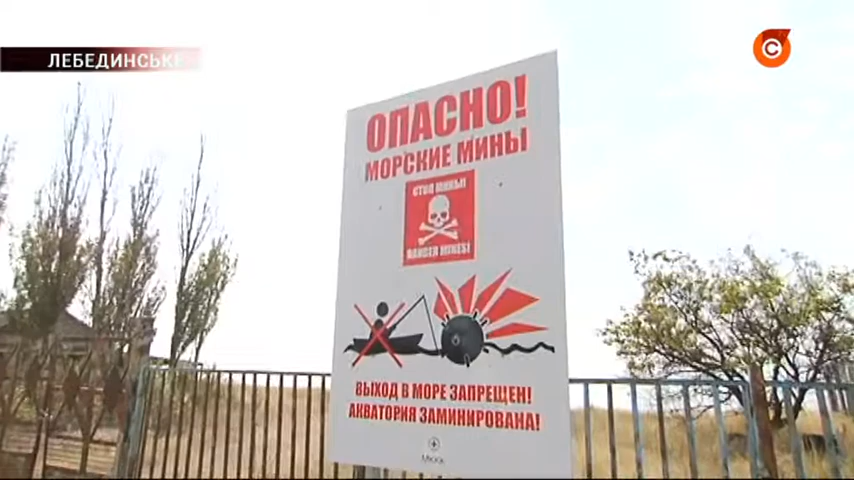 ЛЕБЕДИНСЬКЕ
ОПАСНО!
МОРСКИЕ МИНЫ
СТОП МИНЫ!
DANGER MINES!
ВЫХОД В МОРЕ ЗАПРЕЩЕН!
АКВАТОРИЯ ЗАМИНИРОВАНА!